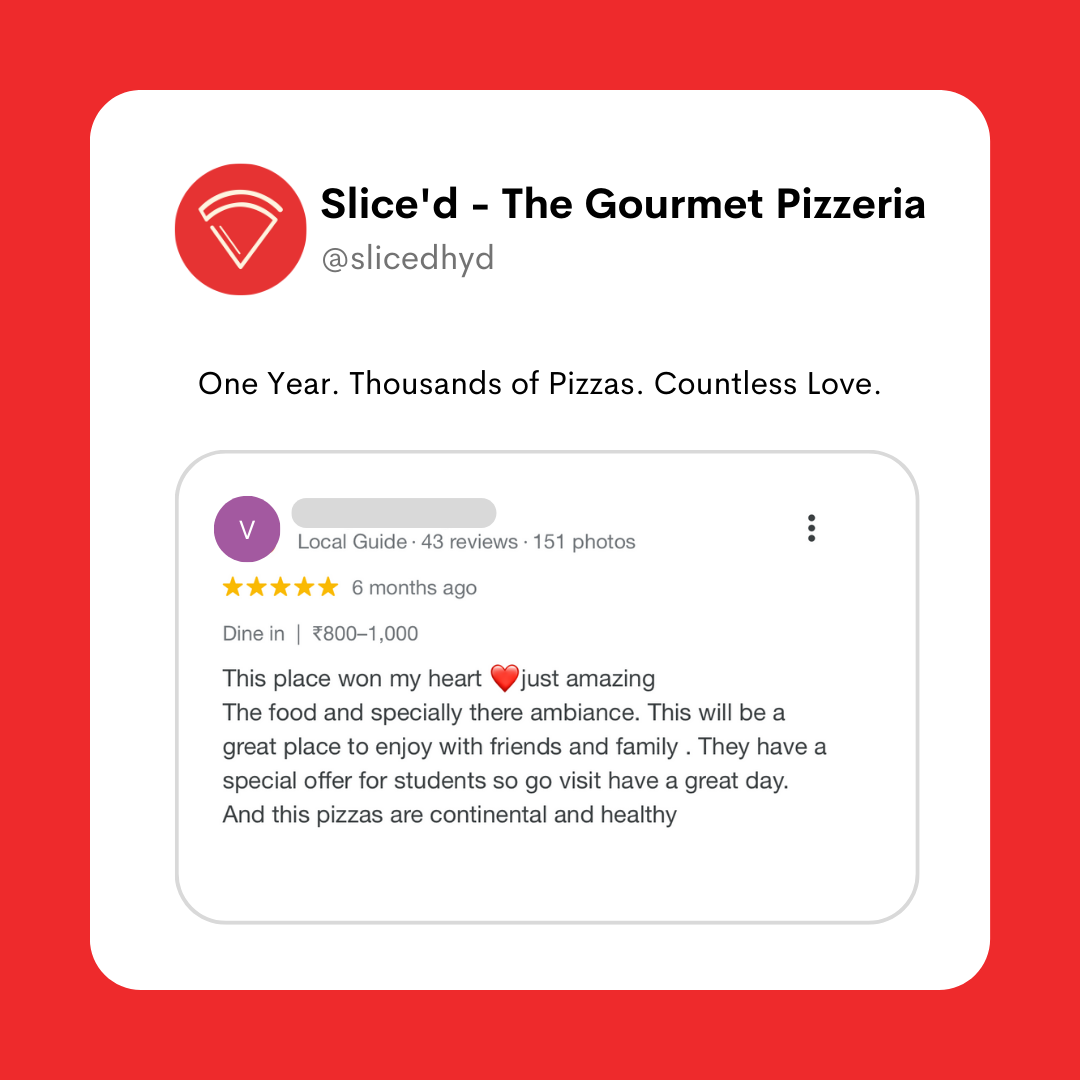 Slice'd - The Gourmet Pizzeria
@slicedhyd
One Year. Thousands of Pizzas. Countless Love.
V
Local Guide · 43 reviews · 151 photos
6 months ago
Dine in | ₹800–1,000
This place won my heart ❤️just amazing
The food and specially there ambiance. This will be a
great place to enjoy with friends and family . They have a
special offer for students so go visit have a great day.
And this pizzas are continental and healthy